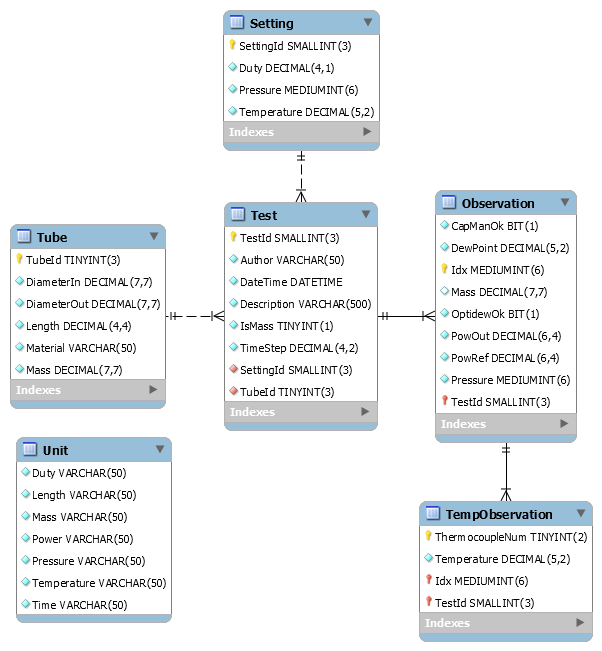 Setting
SettingId SMALLINT(3)
Duty DECIMAL(4,1)
Pressure MEDIUMINT(6)
Temperature DECIMAL(5,2)
Indexes
Tube
TubeId TINYINT(3)
DiameterIn DECIMAL(7,7)
DiameterOut DECIMAL(7,7)
Length DECIMAL(4,4)
Material VARCHAR(50)
Mass DECIMAL(7,7)
Indexes
Test
TestId SMALLINT(3)
Author VARCHAR(50)
DateTime DATETIME
Description VARCHAR(500)
IsMass TINYINT(1)
TimeStep DECIMAL(4,2)
SettingId SMALLINT(3)
TubeId TINYINT(3)
Indexes
Observation
CapManOk BIT(1)
DewPoint DECIMAL(5,2)
Idx MEDIUMINT(6)
Mass DECIMAL(7,7)
OptidewOk BIT(1)
PowOut DECIMAL(6,4)
PowRef DECIMAL(6,4)
Pressure MEDIUMINT(6)
TestId SMALLINT(3)
Indexes
Unit
Duty VARCHAR(50)
Length VARCHAR(50)
Mass VARCHAR(50)
Power VARCHAR(50)
Pressure VARCHAR(50)
Temperature VARCHAR(50)
Time VARCHAR(50)
TempObservation
ThermocoupleNum TINYINT(2)
Temperature DECIMAL(5,2)
Idx MEDIUMINT(6)
TestId SMALLINT(3)
Indexes